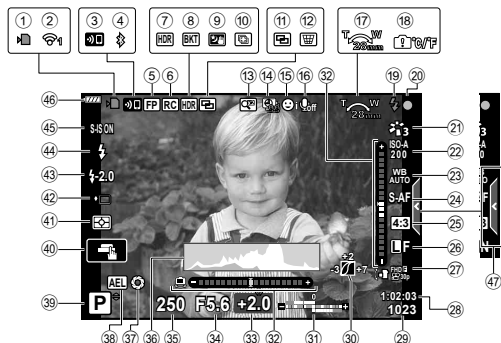 ① ② ③ ④ ⑦ ⑧ ⑨ ⑩ ⑪ ⑫ ⑰ ⑱
HDR BKT
T W
28mm
°C/°F
⑤ ⑥ ⑬ ⑭ ⑮ ⑯ ㉜ ⑲ ⑳
FP RC HDR
off
T W
28mm
㊻
㊺ S-IS ON
㊹
㊸ -2.0
㊷
㊶
㊵
㊴ P
3 ㉑
ISO-A
200 ㉒
WB
AUTO ㉓
S-AF ㉔
4:3 ㉕
L F ㉖
FHD F
30p ㉗
1:02:03 ㉘
1023
㊼
+2
-3 +7
AEL
250 F5.6 +2.0
㊳ ㊲ ㊱ ㉟ ㉞ ㉝ ㉜ ㉛ ㉚ ㉙